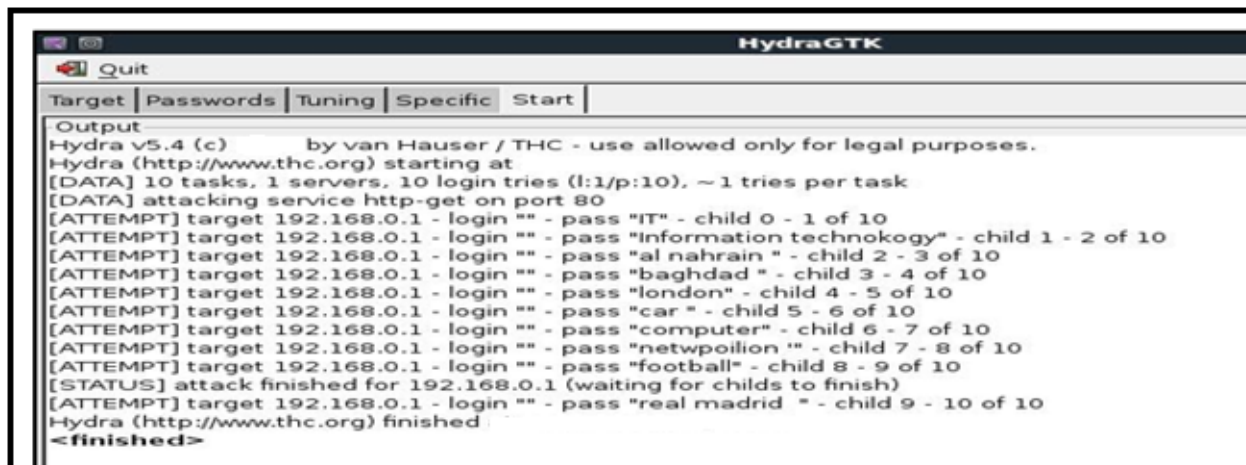 HydraGTK
Quit
Target Passwords Tuning Specific Start
Output
Hydra v5.4 (c) by van Hauser / THC - use allowed only for legal purposes.
Hydra (http://www.thc.org) starting at
[DATA] 10 tasks, 1 servers, 10 login tries (l:1/p:10), ~1 tries per task
[DATA] attacking service http-get on port 80
[ATTEMPT] target 192.168.0.1 - login "" - pass "IT" - child 0 - 1 of 10
[ATTEMPT] target 192.168.0.1 - login "" - pass "Information technokogy" - child 1 - 2 of 10
[ATTEMPT] target 192.168.0.1 - login "" - pass "al nahrain " - child 2 - 3 of 10
[ATTEMPT] target 192.168.0.1 - login "" - pass "baghdad " - child 3 - 4 of 10
[ATTEMPT] target 192.168.0.1 - login "" - pass "london" - child 4 - 5 of 10
[ATTEMPT] target 192.168.0.1 - login "" - pass "car " - child 5 - 6 of 10
[ATTEMPT] target 192.168.0.1 - login "" - pass "computer" - child 6 - 7 of 10
[ATTEMPT] target 192.168.0.1 - login "" - pass "netwpoilion '" - child 7 - 8 of 10
[ATTEMPT] target 192.168.0.1 - login "" - pass "football" - child 8 - 9 of 10
[STATUS] attack finished for 192.168.0.1 (waiting for childs to finish)
[ATTEMPT] target 192.168.0.1 - login "" - pass "real madrid  " - child 9 - 10 of 10
Hydra (http://www.thc.org) finished
<finished>